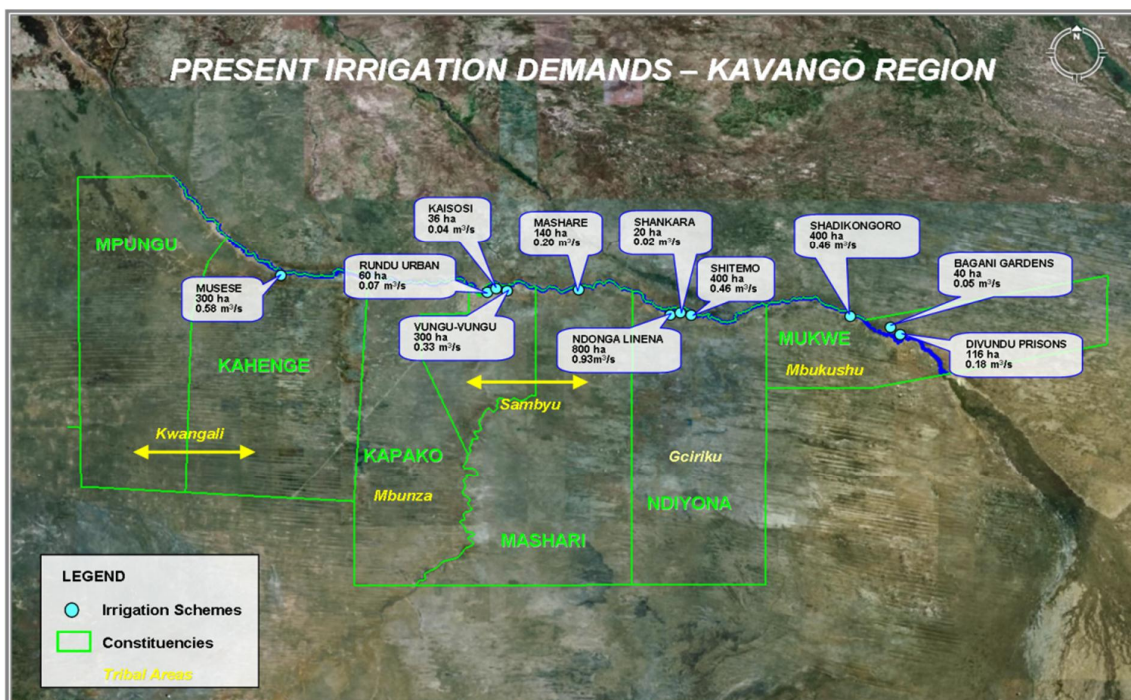 PRESENT IRRIGATION DEMANDS – KAVANGO REGION
N
MPUNGU
MUSESE
300 ha
0.58 m³/s
KAHENGE
Kwangali
RUNDU URBAN
60 ha
0.07 m³/s
KAISOSI
36 ha
0.04 m³/s
VUNGU-VUNGU
300 ha
0.33 m³/s
KAPAKO
Mbunza
MASHARE
140 ha
0.20 m³/s
Sambyu
MASHARI
SHANKARA
20 ha
0.02 m³/s
NDONGA LINENA
800 ha
0.93m³/s
SHITEMO
400 ha
0.46 m³/s
Gciriku
NDIYONA
SHADIKONGORO
400 ha
0.46 m³/s
MUKWE
Mbukushu
BAGANI GARDENS
40 ha
0.05 m³/s
DIVUNDU PRISONS
116 ha
0.18 m³/s
LEGEND
Irrigation Schemes
Constituencies
Tribal Areas